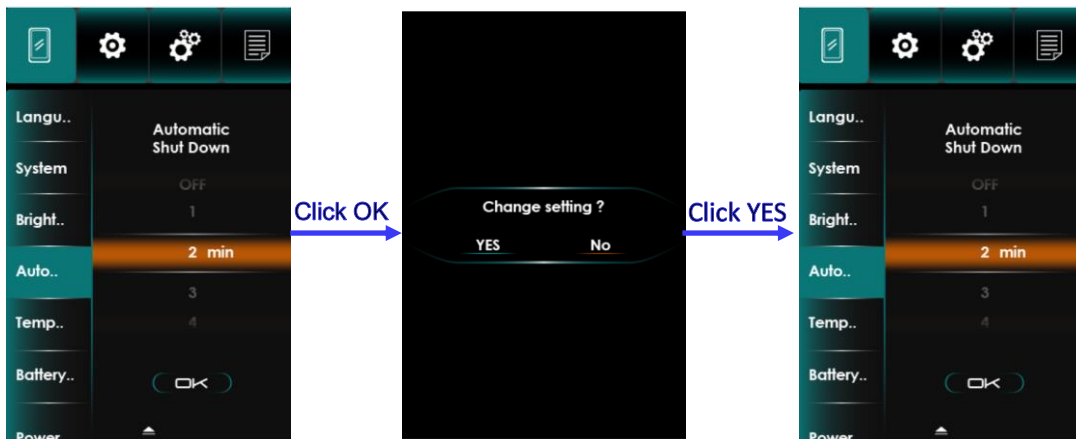 Langu..
System
Bright..
Auto..
Temp..
Battery..
Power
Automatic
Shut Down
OFF
1
2 min
3
4
OK
Click OK
Change setting ?
YES No
Click YES
Langu..
System
Bright..
Auto..
Temp..
Battery..
Power
Automatic
Shut Down
OFF
1
2 min
3
4
OK